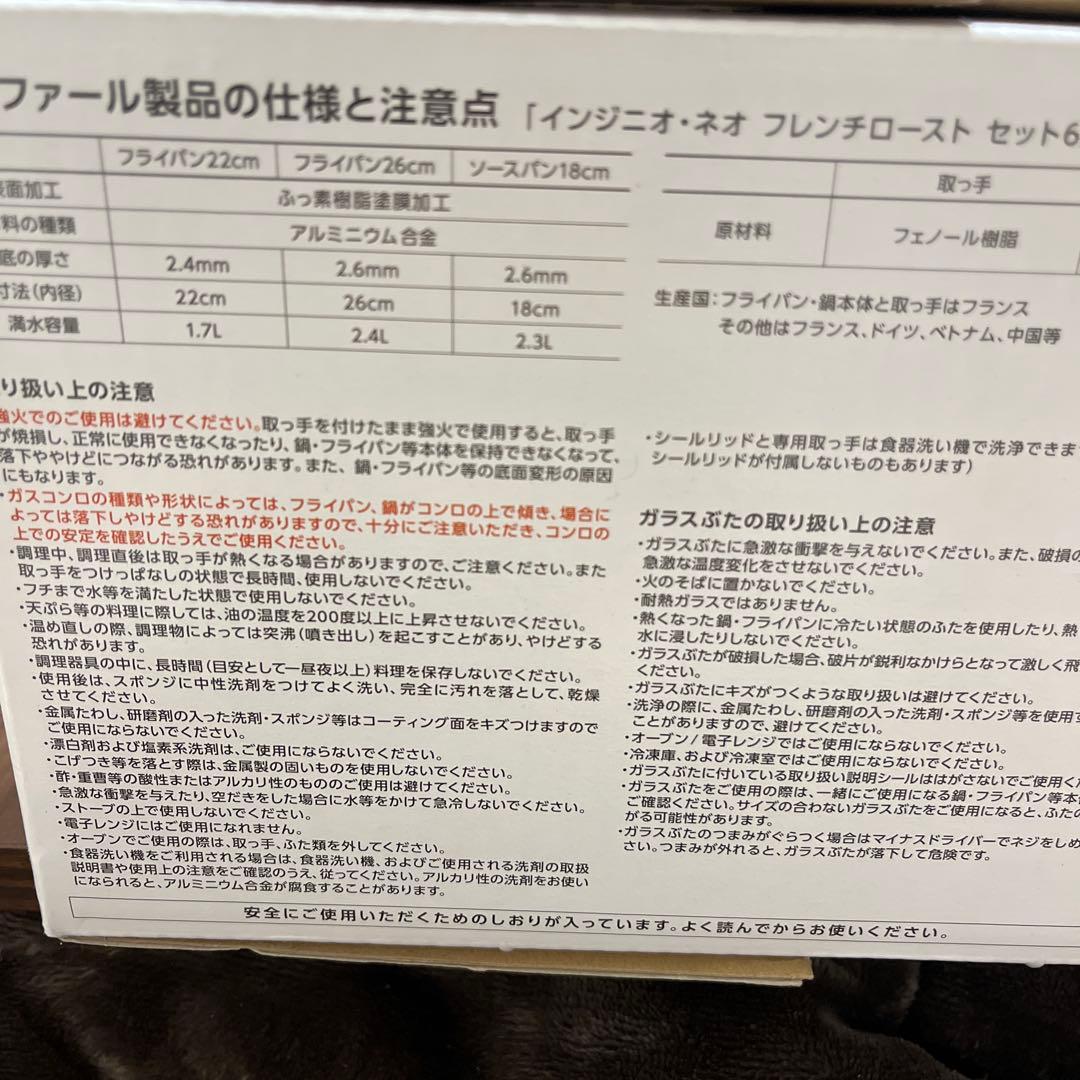 ファール製品の仕様と注意点 「インジニオ・ネオ フレンチロースト セット6
フライパン22cm フライパン26cm ソースパン18cm
表面加工 ふっ素樹脂塗膜加工
料の種類 アルミニウム合金
底の厚さ 2.4mm 2.6mm 2.6mm
寸法(内径) 22cm 26cm 18cm
満水容量 1.7L 2.4L 2.3L
取っ手
原材料 フェノール樹脂
生産国:フライパン・鍋本体と取っ手はフランス
その他はフランス、ドイツ、ベトナム、中国等
り扱い上の注意
強火でのご使用は避けてください。取っ手を付けたまま強火で使用すると、取っ手
が焼損し、正常に使用できなくなったり、鍋・フライパン等本体を保持できなくなって、
落下ややけどにつながる恐れがあります。また、鍋・フライパン等の底面変形の原因
にもなります。
・ガスコンロの種類や形状によっては、フライパン、鍋がコンロの上で傾き、場合に
よっては落下しやけどする恐れがありますので、十分にご注意いただき、コンロの
上での安定を確認したうえでご使用ください。
・調理中、調理直後は取っ手が熱くなる場合がありますので、ご注意ください。また
取っ手をつけっぱなしの状態で長時間、使用しないでください。
・フチまで水等を満たした状態で使用しないでください。
・天ぷら等の料理に際しては、油の温度を200度以上に上昇させないでください。
・温め直しの際、調理物によっては突沸(噴き出し)を起こすことがあり、やけどする
恐れがあります。
・調理器具の中に、長時間(目安として一昼夜以上)料理を保存しないでください。
・使用後は、スポンジに中性洗剤をつけてよく洗い、完全に汚れを落として、乾燥
させてください。
・金属たわし、研磨剤の入った洗剤・スポンジ等はコーティング面をキズつけますので
ご使用にならないでください。
・漂白剤および塩素系洗剤は、ご使用にならないでください。
・こげつき等を落とす際は、金属製の固いものを使用しないでください。
・酢・重曹等の酸性またはアルカリ性のもののご使用は避けてください。
・急激な衝撃を与えたり、空だきをした場合に水等をかけて急冷しないでください。
・ストーブの上で使用しないでください。
・電子レンジにはご使用になれません。
・オーブンでご使用の際は、取っ手、ふた類を外してください。
・食器洗い機をご利用される場合は、食器洗い機、およびご使用される洗剤の取扱
説明書や使用上の注意をご確認のうえ、従ってください。アルカリ性の洗剤をお使い
になられると、アルミニウム合金が腐食することがあります。
・シールリッドと専用取っ手は食器洗い機で洗浄できま
シールリッドが付属しないものもあります)
ガラスぶたの取り扱い上の注意
・ガラスぶたに急激な衝撃を与えないでください。また、破損の
急激な温度変化をさせないでください。
・火のそばに置かないでください。
・耐熱ガラスではありません。
・熱くなった鍋・フライパンに冷たい状態のふたを使用したり、熱
水に浸したりしないでください。
・ガラスぶたが破損した場合、破片が鋭利なかけらとなって激しく飛
ください。
・ガラスぶたにキズがつくような取り扱いは避けてください。
・洗浄の際に、金属たわし、研磨剤の入った洗剤・スポンジ等を使用す
ことがありますので、避けてください。
・オーブン/電子レンジではご使用にならないでください。
・冷凍庫、および冷凍室ではご使用にならないでください。
・ガラスぶたに付いている取り扱い説明シールははがさないでご使用くだ
・ガラスぶたをご使用の際は、一緒にご使用になる鍋・フライパン等本
ご確認ください。サイズの合わないガラスぶたをご使用になると、ふたの
がる可能性があります。
・ガラスぶたのつまみがぐらつく場合はマイナスドライバーでネジをしめ
さい。つまみが外れると、ガラスぶたが落下して危険です。
安全にご使用いただくためのしおりが入っています。よく読んでからお使いください。